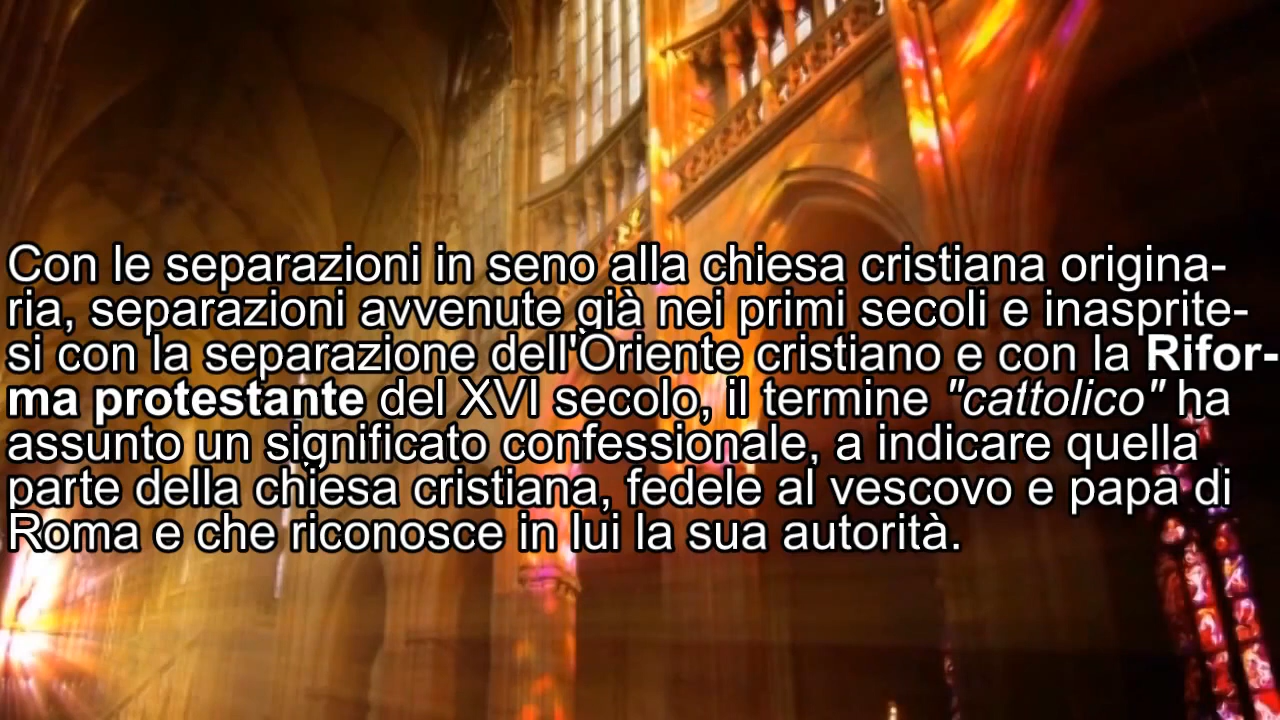 Con le separazioni in seno alla chiesa cristiana origina-
ria, separazioni avvenute già nei primi secoli e inasprite-
si con la separazione dell'Oriente cristiano e con la Rifor-
ma protestante del XVI secolo, il termine "cattolico" ha
assunto un significato confessionale, a indicare quella
parte della chiesa cristiana, fedele al vescovo e papa di
Roma e che riconosce in lui la sua autorità.